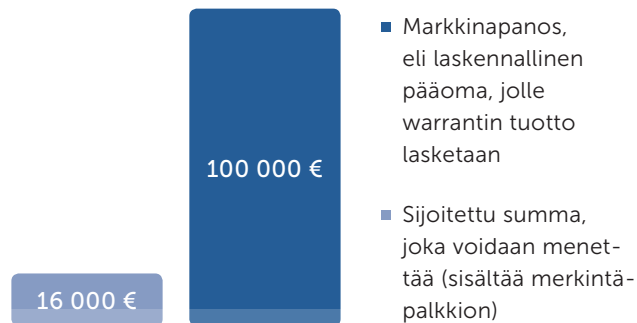 Markkinapanos,
eli laskennallinen
pääoma, jolle
warrantin tuotto
lasketaan
100 000 €
Sijoitettu summa,
joka voidaan menet-
tää (sisältää merkintä-
palkkion)
16 000 €